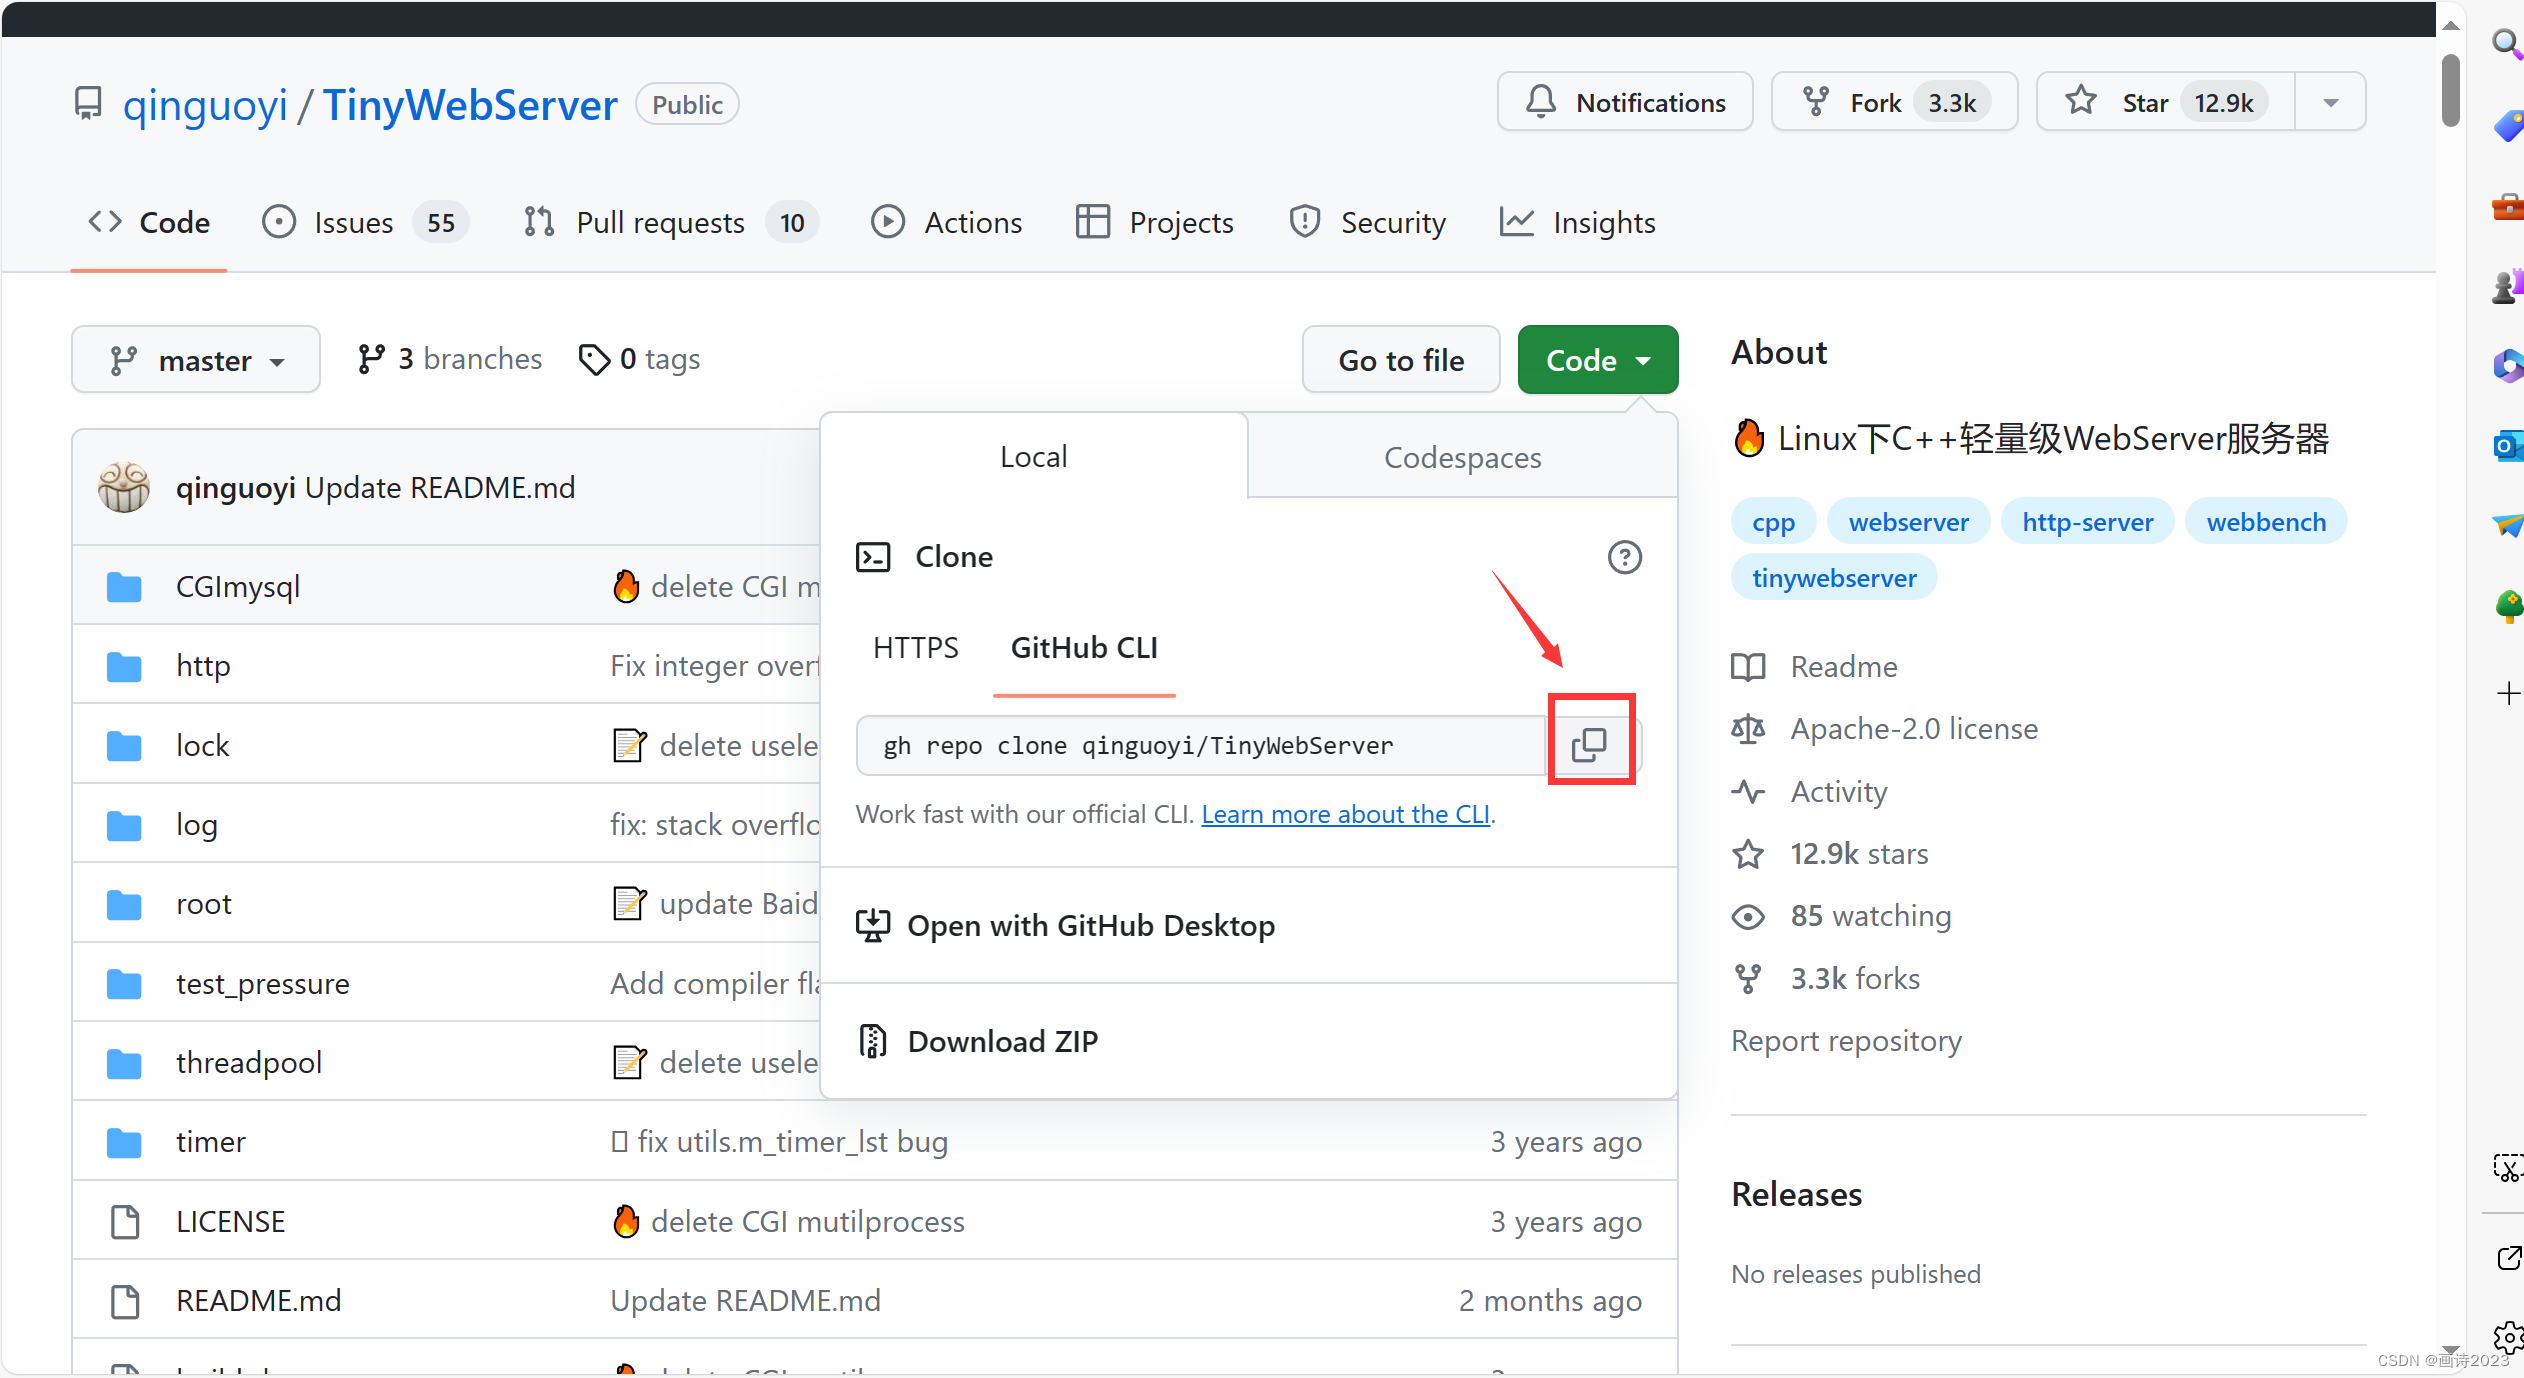 qinguoyi / TinyWebServer Public
Notifications Fork 3.3k Star 12.9k
Code Issues 55 Pull requests 10 Actions Projects Security Insights
master 3 branches 0 tags Go to file Code
Local Codespaces
Clone
HTTPS GitHub CLI
gh repo clone qinguoyi/TinyWebServer
Work fast with our official CLI. Learn more about the CLI.
Open with GitHub Desktop
Download ZIP
qinguoyi Update README.md
CGImysql delete CGI m
http Fix integer overf
lock delete usele
log fix: stack overflo
root update Baid
test_pressure Add compiler fla
threadpool delete usele
timer fix utils.m_timer_lst bug 3 years ago
LICENSE delete CGI mutilprocess 3 years ago
README.md Update README.md 2 months ago
About
Linux下C++轻量级WebServer服务器
cpp webserver http-server webbench
tinywebserver
Readme
Apache-2.0 license
Activity
12.9k stars
85 watching
3.3k forks
Report repository
Releases
No releases published
CSDN @画诗2023